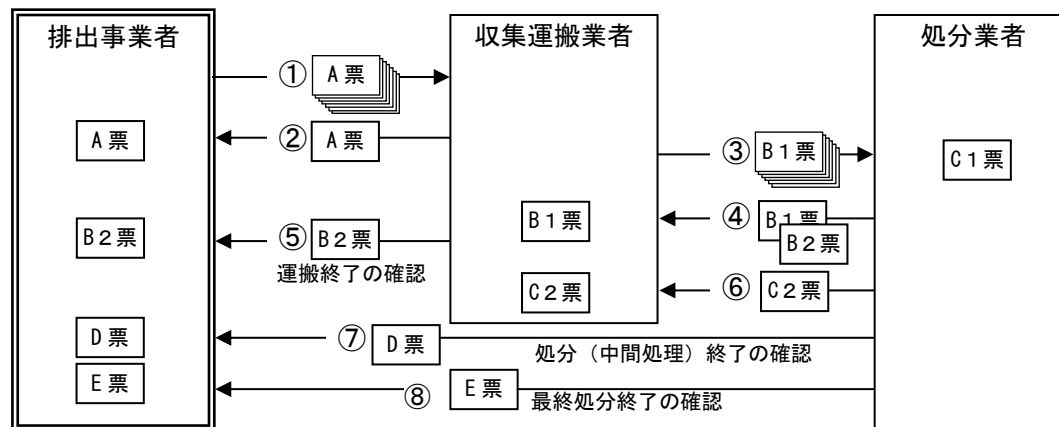 排出事業者
収集運搬業者
処分業者
① A票
A票 ② A票
③ B1票
C1票
B2票 ⑤ B2票
運搬終了の確認
B1票 ④ B1票
B2票
C2票 ⑥ C2票
D票 ⑦ D票
処分（中間処理）終了の確認
E票 ⑧ E票
最終処分終了の確認